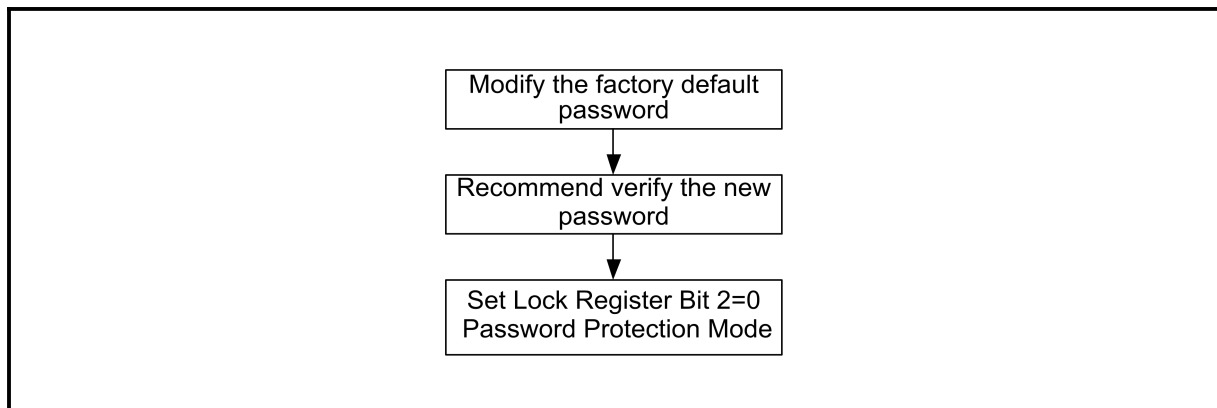 Modify the factory default
password
Recommend verify the new
password
Set Lock Register Bit 2=0
Password Protection Mode